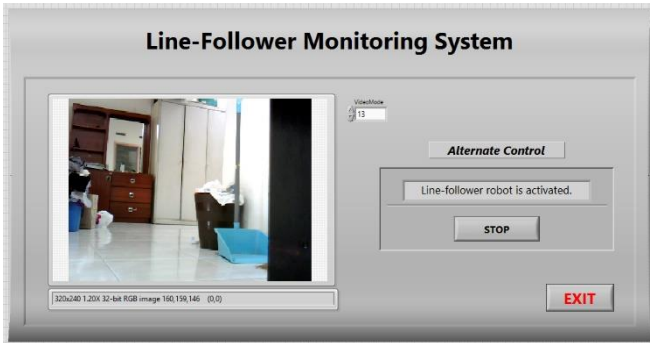 Line-Follower Monitoring System
VideoMode
13
Alternate Control
Line-follower robot is activated.
STOP
320x240 1.20X 32-bit RGB image 160,159,146 (0,0)
EXIT